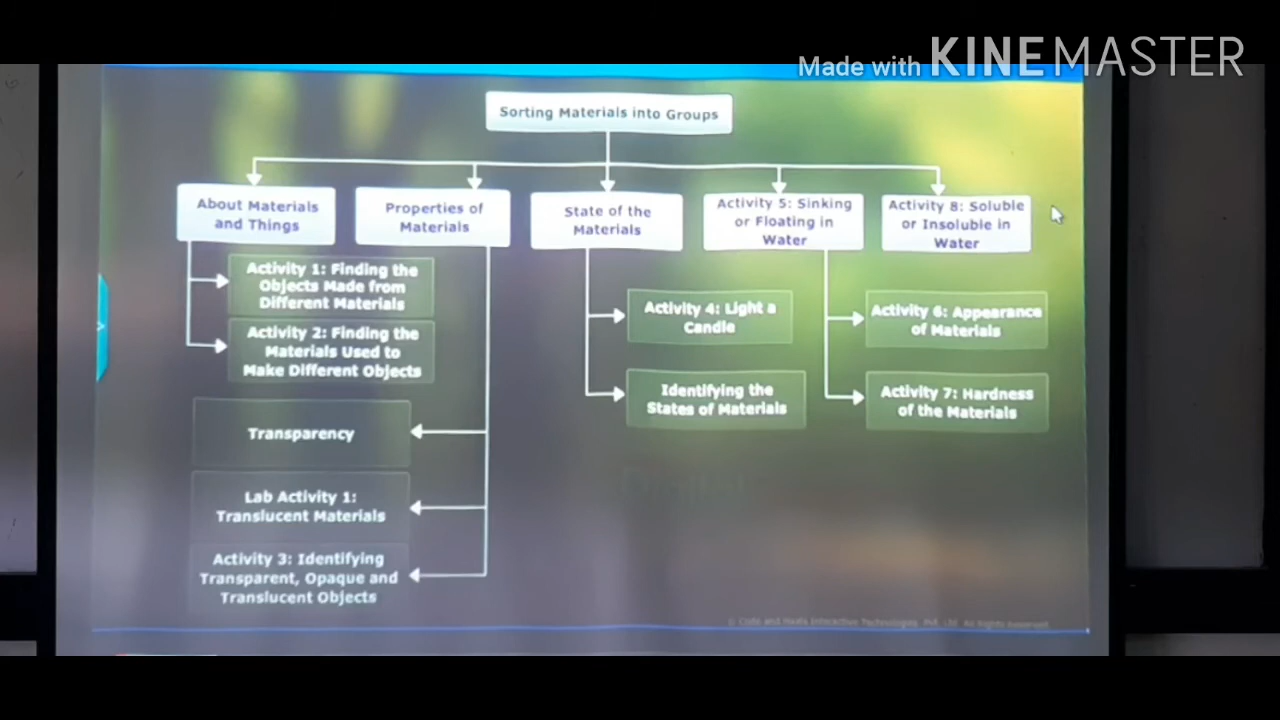 Made with KINEMASTER
Sorting Materials into Groups
About Materials
and Things
Properties of
Materials
State of the
Materials
Activity 5: Sinking
or Floating in
Water
Activity 8: Soluble
or Insoluble in
Water
Activity 1: Finding the
Objects Made from
Different Materials
Activity 2: Finding the
Materials Used to
Make Different Objects
Transparency
Lab Activity 1:
Translucent Materials
Activity 3: Identifying
Transparent, Opaque and
Translucent Objects
Activity 4: Light a
Candle
Identifying the
States of Materials
Activity 6: Appearance
of Materials
Activity 7: Hardness
of the Materials
All Rights Reserved